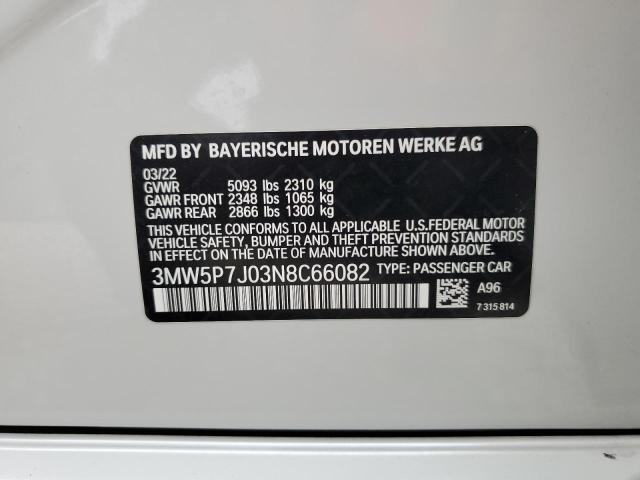 MFD BY BAYERISCHE MOTOREN WERKE AG
03/22
GVWR 5093 lbs 2310 kg
GAWR FRONT 2348 lbs 1065 kg
GAWR REAR 2866 lbs 1300 kg
THIS VEHICLE CONFORMS TO ALL APPLICABLE U.S.FEDERAL MOTOR
VEHICLE SAFETY, BUMPER AND THEFT PREVENTION STANDARDS
IN EFFECT ON THE DATE OF MANUFACTURE SHOWN ABOVE.
3MW5P7J03N8C66082 TYPE: PASSENGER CAR
A96
7 315 814